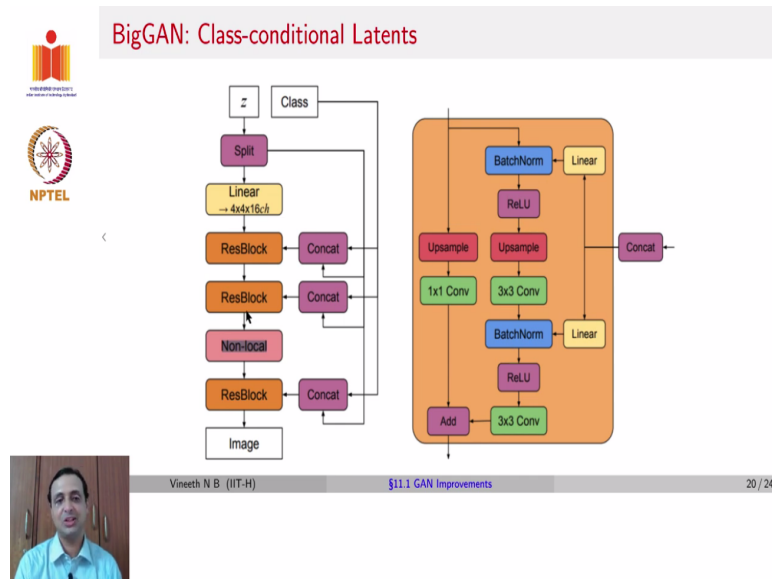 BigGAN: Class-conditional Latents
NPTEL
z
Class
Split
Linear
→ 4x4x16ch
ResBlock
Concat
ResBlock
Concat
Non-local
ResBlock
Concat
Image
BatchNorm
Linear
ReLU
Upsample
Upsample
Concat
1x1 Conv
3x3 Conv
BatchNorm
Linear
ReLU
Add
3x3 Conv
Vineeth N B (IIT-H)
§11.1 GAN Improvements
20 / 24